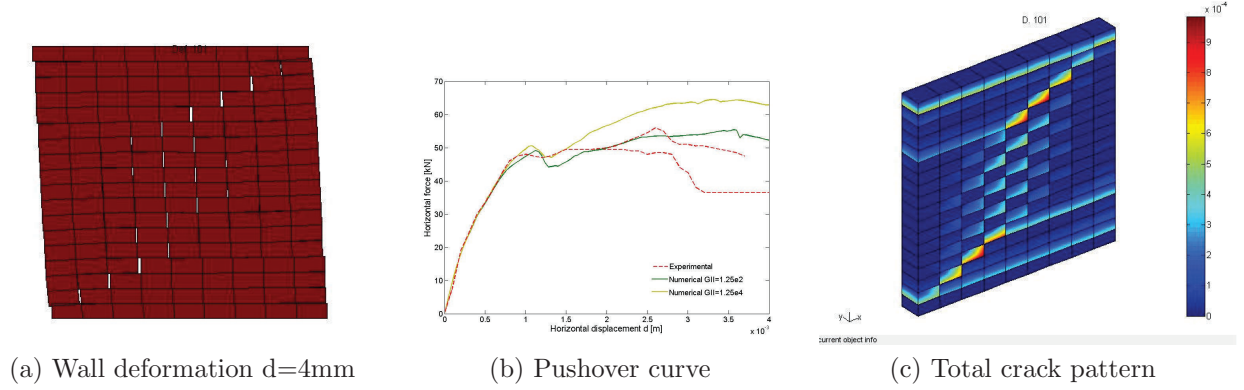 D. 101
× 10⁻⁴
9
8
7
6
5
4
3
2
1
0
y x
current object info
70
60
50
40
30
20
10
0
Horizontal force [kN]
Experimental
Numerical GII=1.25e2
Numerical GII=1.25e4
0 0.5 1 1.5 2 2.5 3 3.5 4
Horizontal displacement d [m]
x 10⁻³
(a) Wall deformation d=4mm
(b) Pushover curve
(c) Total crack pattern